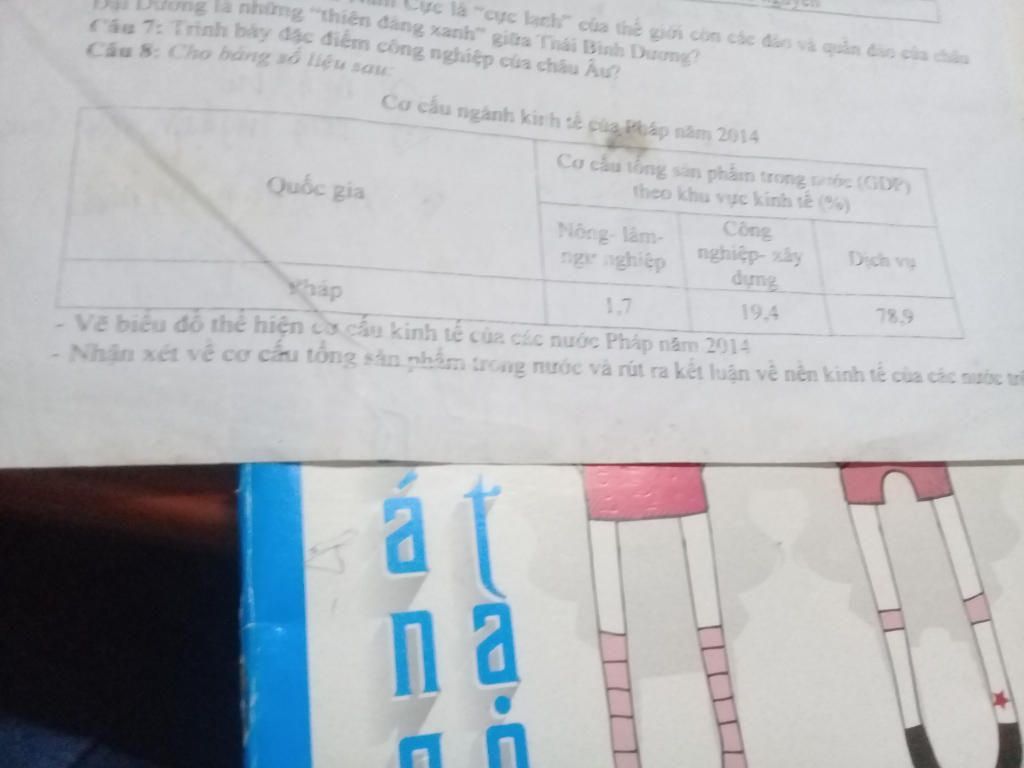 Đại Dương là những "thiên đàng xanh" giữa Thái Bình Dương?
Cực là "cực lạnh" của thế giới còn các đảo và quần đảo của châu
Câu 7: Trình bày đặc điểm công nghiệp của châu Âu?
Câu 8: Cho bảng số liệu sau:
Cơ cấu ngành kinh tế của Pháp năm 2014
Quốc gia
Cơ cấu tổng sản phẩm trong nước (GDP)
theo khu vực kinh tế (%)
Nông- lâm-
ngư nghiệp
Công
nghiệp- xây
dựng
Dịch vụ
Pháp
1,7
19,4
78,9
- Vẽ biểu đồ thể hiện cơ cấu kinh tế của các nước Pháp năm 2014
- Nhận xét về cơ cấu tổng sản phẩm trong nước và rút ra kết luận về nền kinh tế của các nước